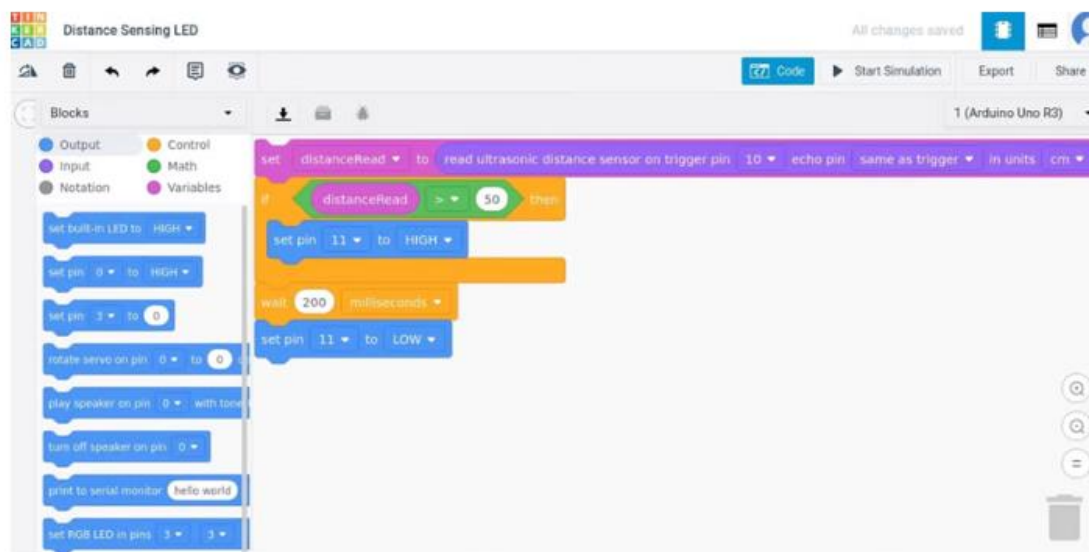 TIN
KER
CAD
Distance Sensing LED
All changes saved
Code
Start Simulation
Export
Share
Blocks
1 (Arduino Uno R3)
Output
Control
Input
Math
Notation
Variables
set built-in LED to HIGH
set pin 0 to HIGH
set pin 3 to 0
rotate servo on pin 0 to 0
play speaker on pin 0 with tone
turn off speaker on pin 0
print to serial monitor hello world
set RGB LED in pins 3 3
set distanceRead to read ultrasonic distance sensor on trigger pin 10 echo pin same as trigger in units cm
if distanceRead > 50 then
set pin 11 to HIGH
wait 200 milliseconds
set pin 11 to LOW